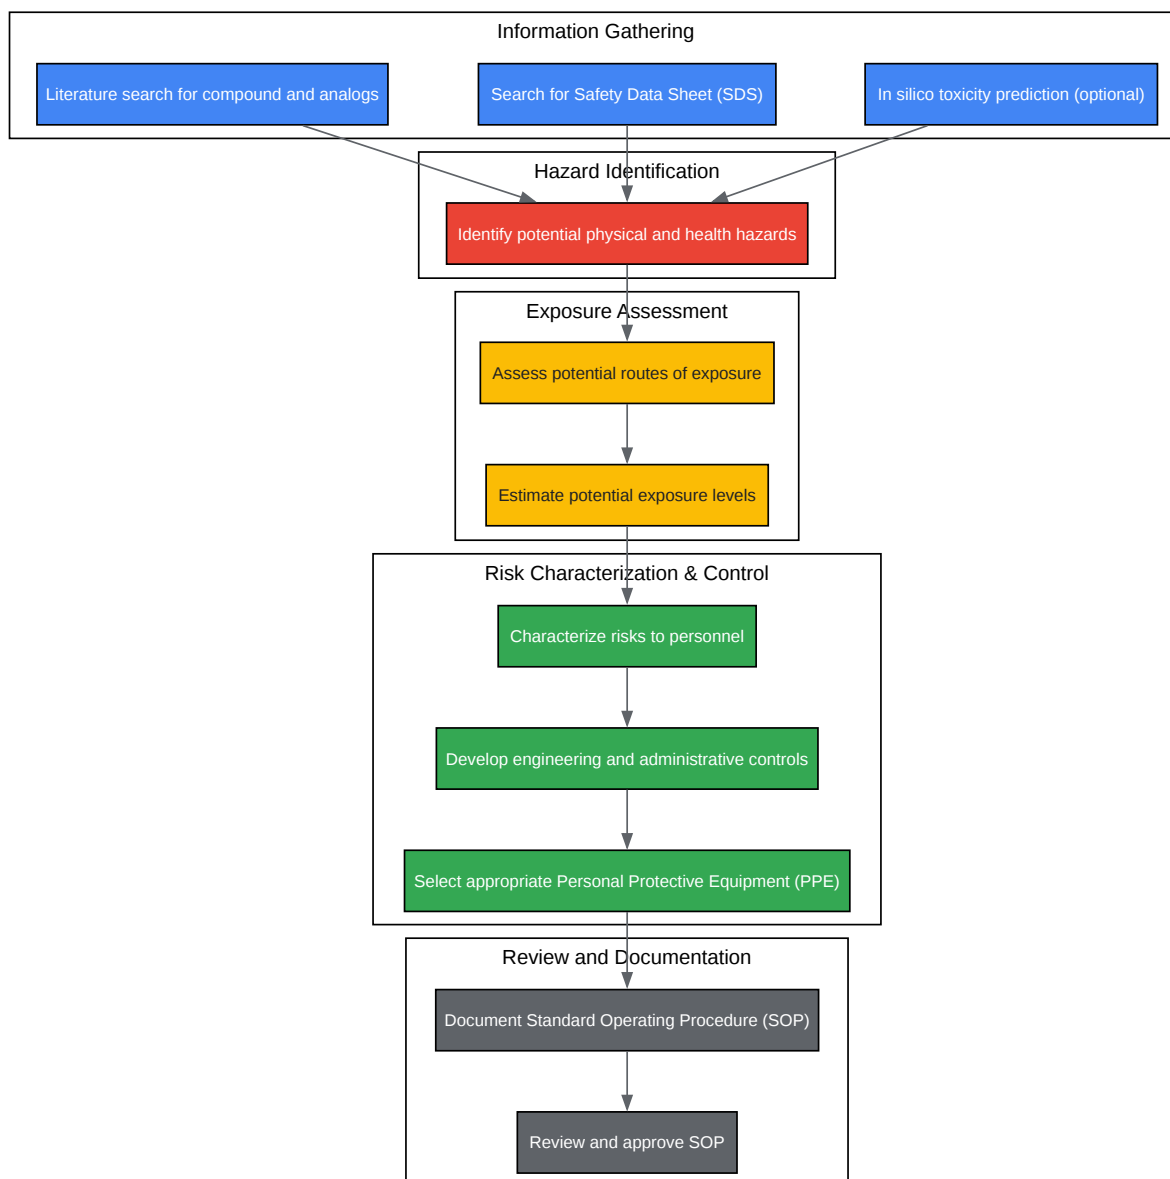 Information Gathering
Literature search for compound and analogs
Search for Safety Data Sheet (SDS)
In silico toxicity prediction (optional)
Hazard Identification
Identify potential physical and health hazards
Exposure Assessment
Assess potential routes of exposure
Estimate potential exposure levels
Risk Characterization & Control
Characterize risks to personnel
Develop engineering and administrative controls
Select appropriate Personal Protective Equipment (PPE)
Review and Documentation
Document Standard Operating Procedure (SOP)
Review and approve SOP